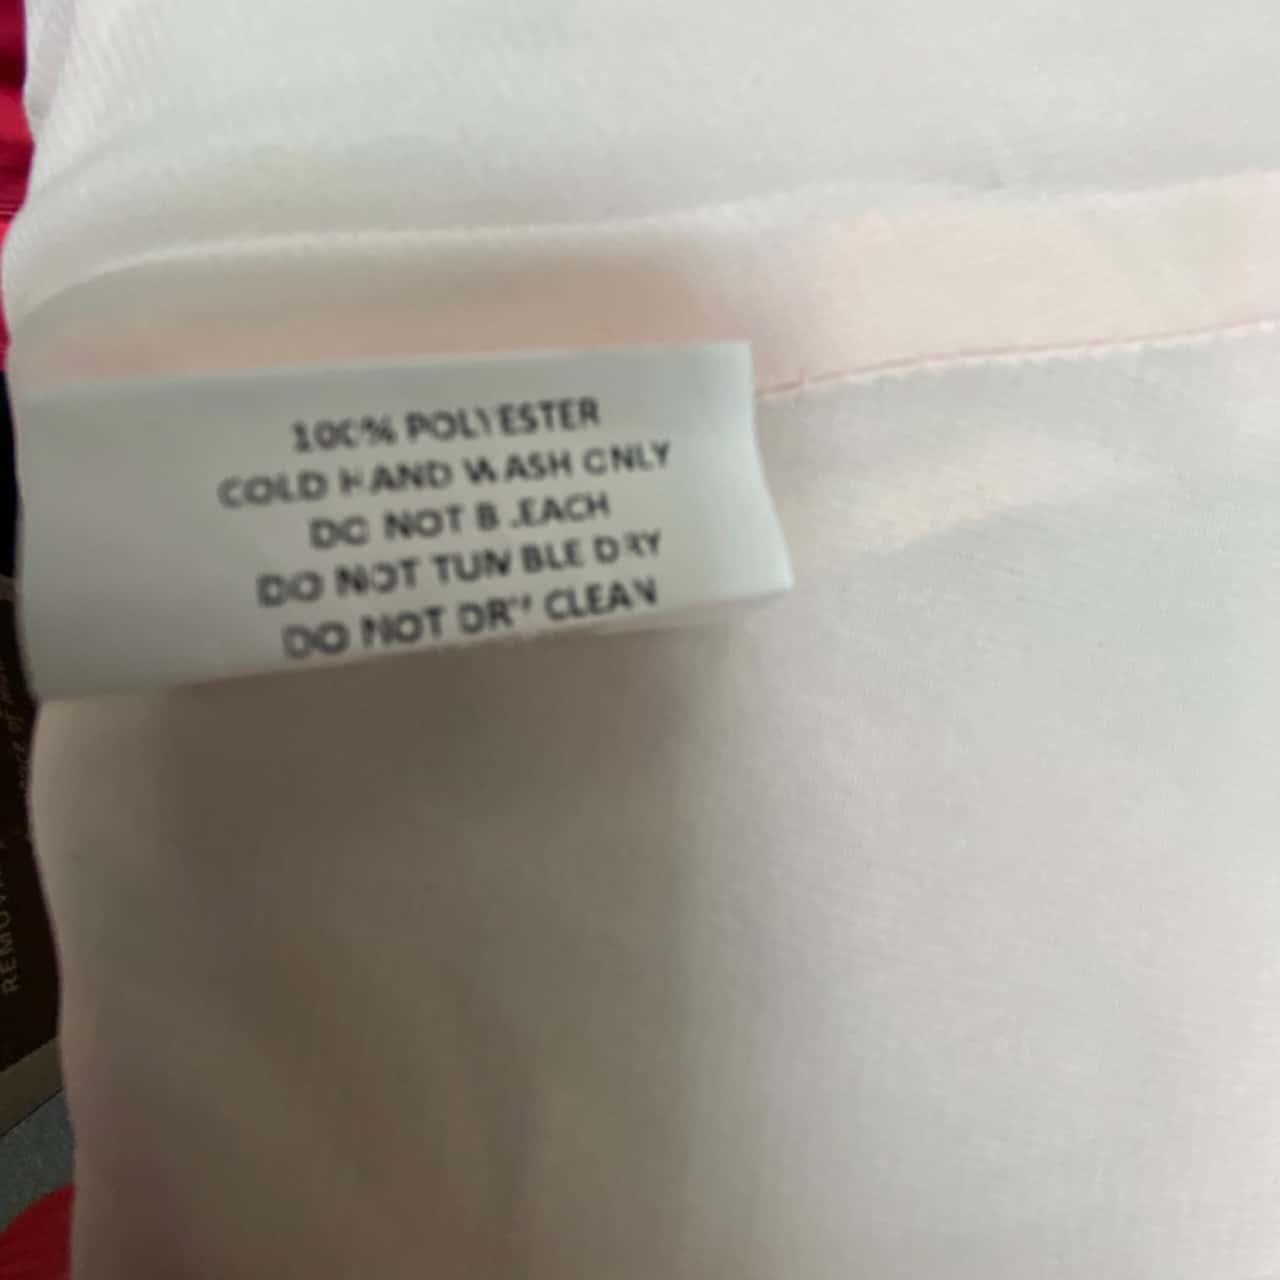 100% POLYESTER
COLD HAND WASH ONLY
DO NOT BLEACH
DO NOT TUMBLE DRY
DO NOT DRY CLEAN